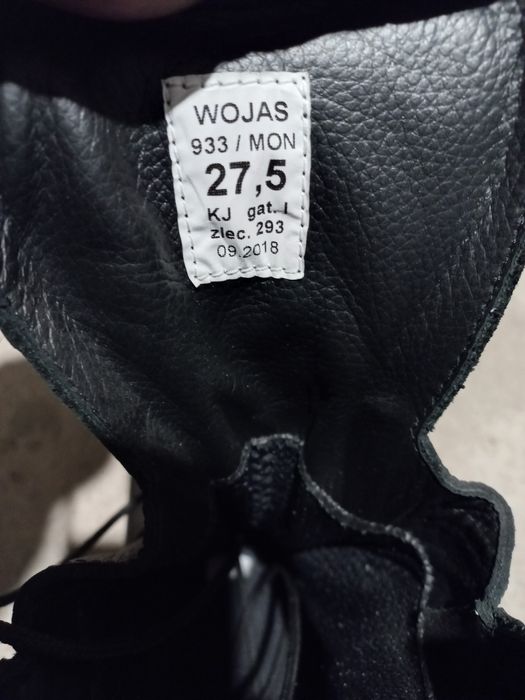 WOJAS
933 / MON
27,5
KJ gat. I
zlec. 293
09.2018